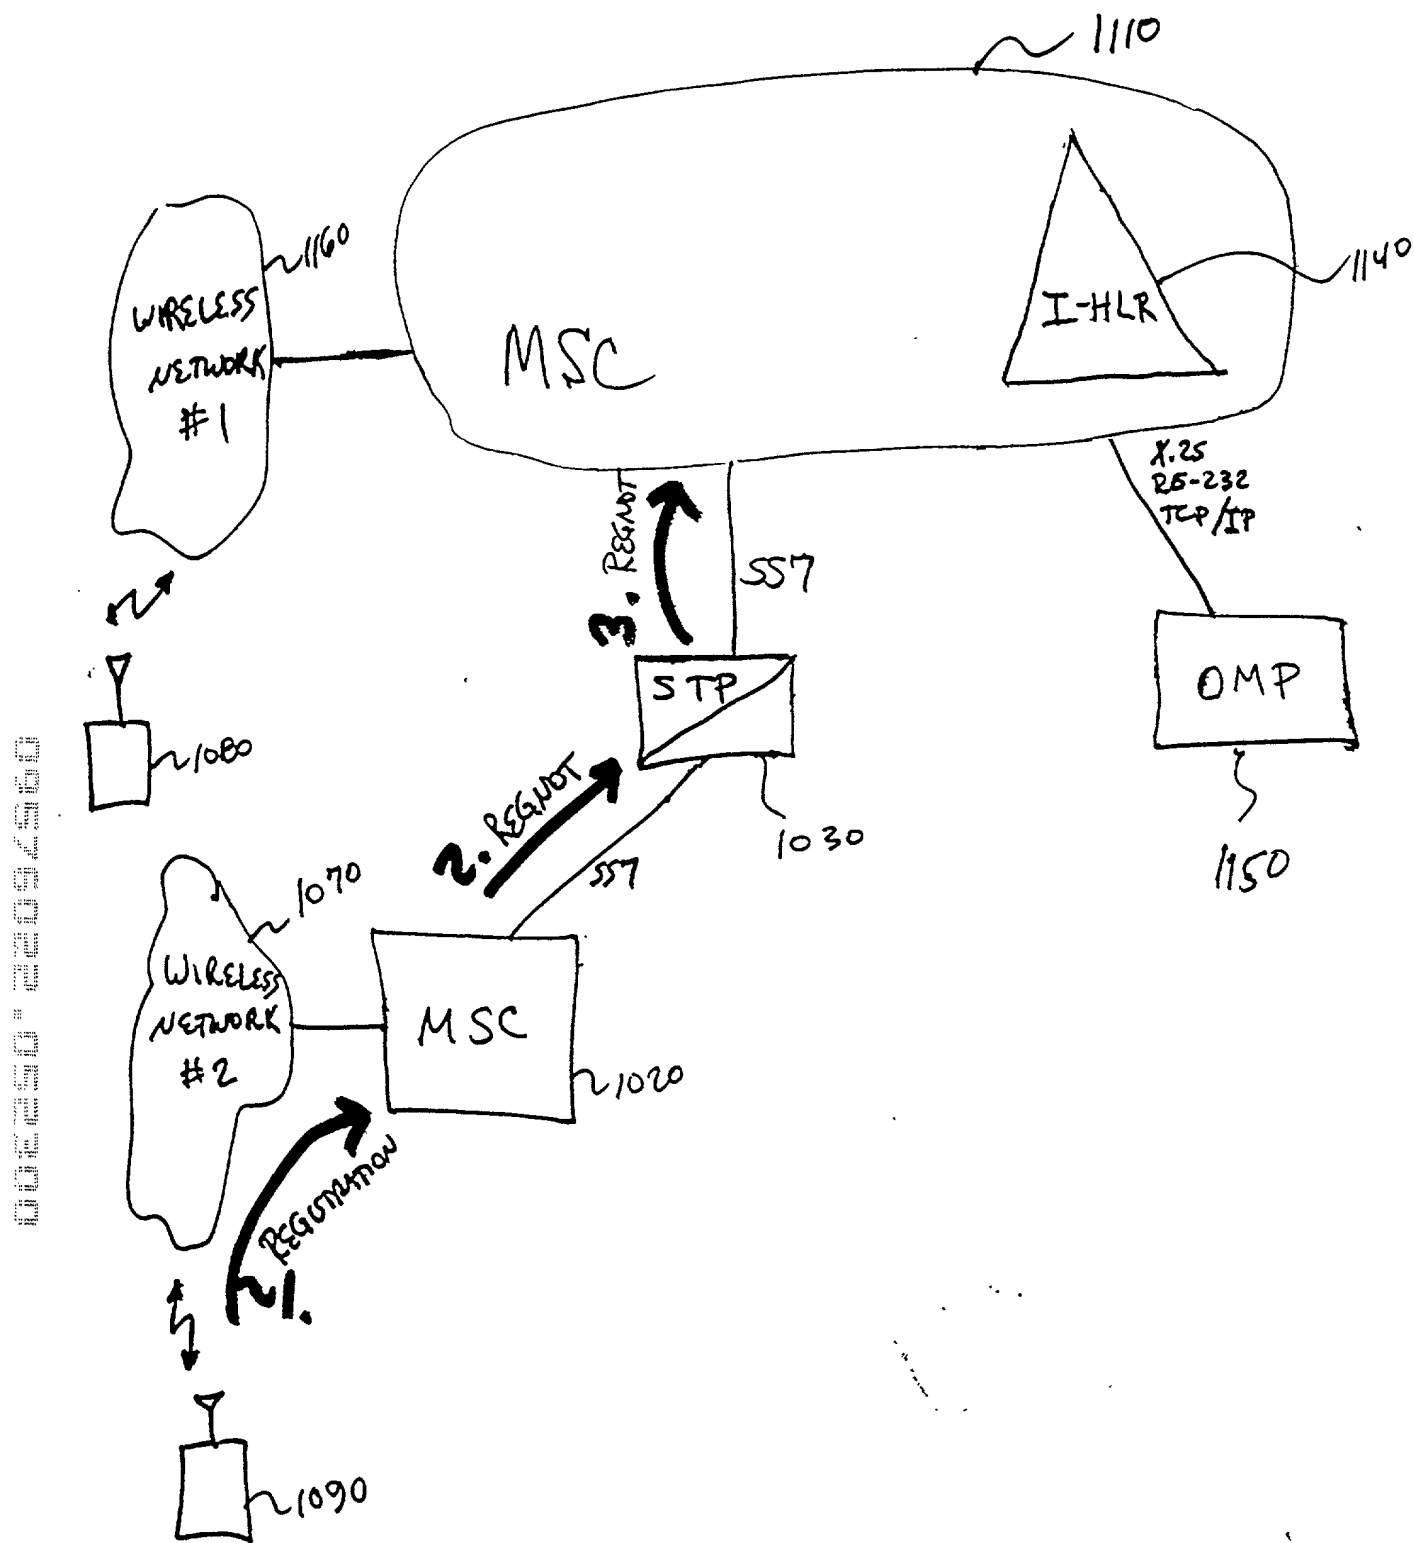 1110
1160
WIRELESS
NETWORK
#1
MSC
I-HLR
1140
X.25
RS-232
TCP/IP
3. REGNOT
SS7
STP
OMP
1080
2. REGNOT
SS7
1030
1150
1070
WIRELESS
NETWORK
#2
MSC
1020
1. REGISTRATION
1090